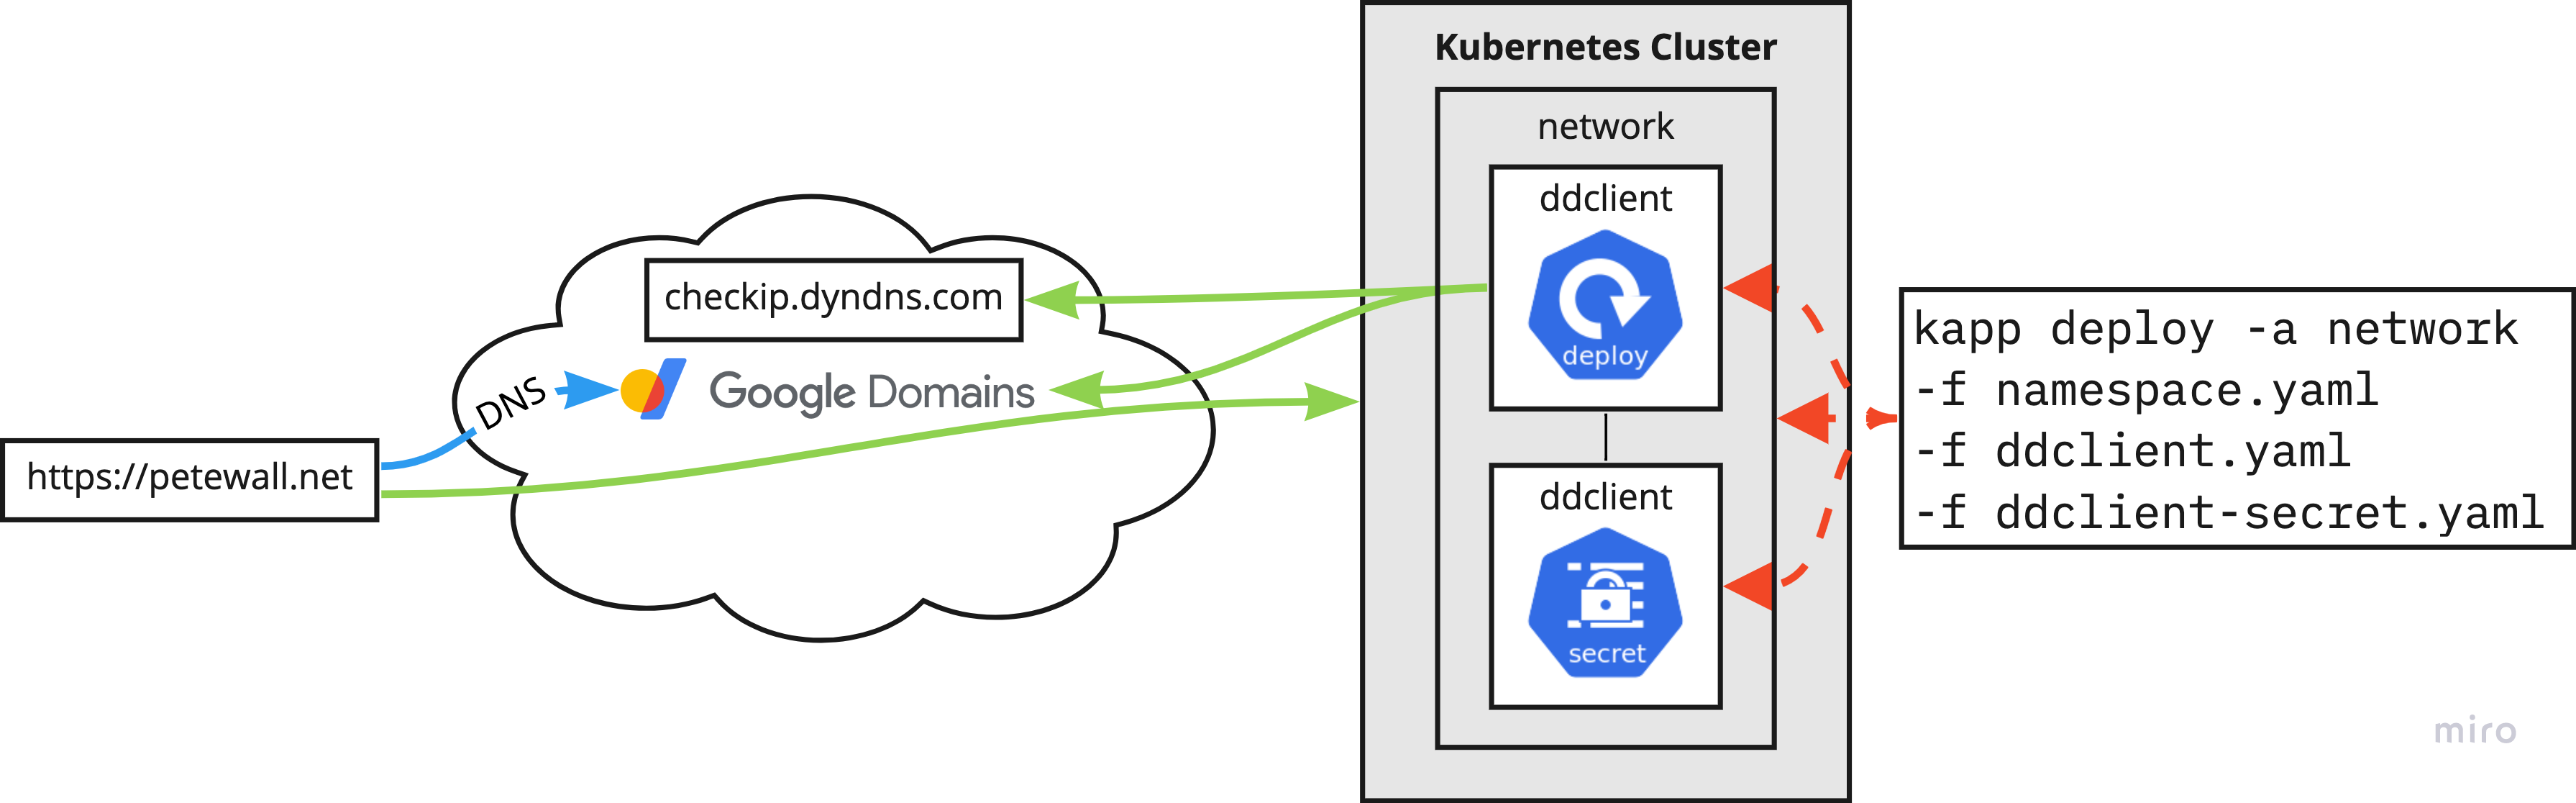 Kubernetes Cluster
network
ddclient
deploy
ddclient
secret
checkip.dyndns.com
DNS
Google Domains
https://petewall.net
kapp deploy -a network
-f namespace.yaml
-f ddclient.yaml
-f ddclient-secret.yaml
miro